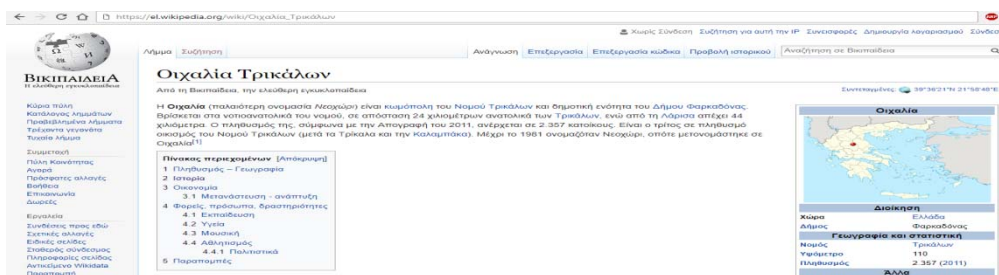 https://el.wikipedia.org/wiki/Οιχαλία_Τρικάλων
Χωρίς Σύνδεση Συζήτηση για αυτή την IP Συνεισφορές Δημιουργία λογαριασμού Σύνδεσ
Λήμμα Συζήτηση
Ανάγνωση Επεξεργασία Επεξεργασία κώδικα Προβολή ιστορικού Αναζήτηση σε Βικιπαίδεια
ΒΙΚΙΠΑΙΔΕΙΑ
Η ελεύθερη εγκυκλοπαίδεια
Κύρια πύλη
Κατάλογος λημμάτων
Προβεβλημένα λήμματα
Τρέχοντα γεγονότα
Τυχαίο λήμμα
Συμμετοχή
Πύλη Κοινότητας
Αγορά
Πρόσφατες αλλαγές
Βοήθεια
Επικοινωνία
Δωρεές
Εργαλεία
Συνδέσεις προς εδώ
Σχετικές αλλαγές
Ειδικές σελίδες
Σταθερός σύνδεσμος
Πληροφορίες σελίδας
Αντικείμενο Wikidata
Παραπομπή
Οιχαλία Τρικάλων
Από τη Βικιπαίδεια, την ελεύθερη εγκυκλοπαίδεια
Συντεταγμένες: 39°36′21″N 21°58′48″E
Η Οιχαλία (παλαιότερη ονομασία Νεοχώρι) είναι κωμόπολη του Νομού Τρικάλων και δημοτική ενότητα του Δήμου Φαρκαδόνας.
Βρίσκεται στα νοτιοανατολικά του νομού, σε απόσταση 24 χιλιομέτρων ανατολικά των Τρικάλων, ενώ από τη Λάρισα απέχει 44
χιλιόμετρα. Ο πληθυσμός της, σύμφωνα με την Απογραφή του 2011, ανέρχεται σε 2.357 κατοίκους. Είναι ο τρίτος σε πληθυσμό
οικισμός του Νομού Τρικάλων (μετά τα Τρίκαλα και την Καλαμπάκα). Μέχρι το 1981 ονομαζόταν Νεοχώρι, οπότε μετονομάστηκε σε
Οιχαλία[1]
Πίνακας περιεχομένων [Απόκρυψη]
1 Πληθυσμός – Γεωγραφία
2 Ιστορία
3 Οικονομία
3.1 Μετανάστευση - ανάπτυξη
4 Φορείς, πρόσωπα, δραστηριότητες
4.1 Εκπαίδευση
4.2 Υγεία
4.3 Μουσική
4.4 Αθλητισμός
4.4.1 Πολιτιστικά
5 Παραπομπές
Οιχαλία
Διοίκηση
Χώρα Ελλάδα
Δήμος Φαρκαδόνας
Γεωγραφία και στατιστική
Νομός Τρικάλων
Υψόμετρο 110
Πληθυσμός 2.357 (2011)
Άλλα